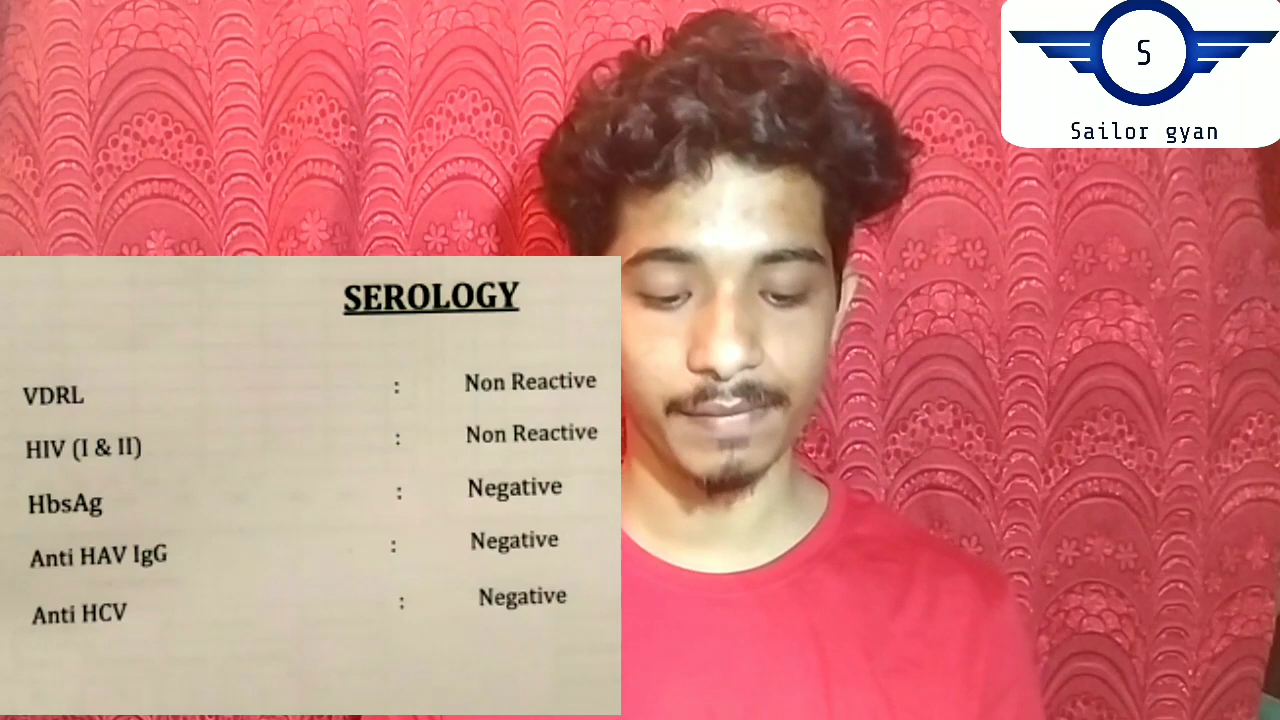 S
Sailor gyan
SEROLOGY
VDRL : Non Reactive
HIV (I & II) : Non Reactive
HbsAg : Negative
Anti HAV IgG : Negative
Anti HCV : Negative